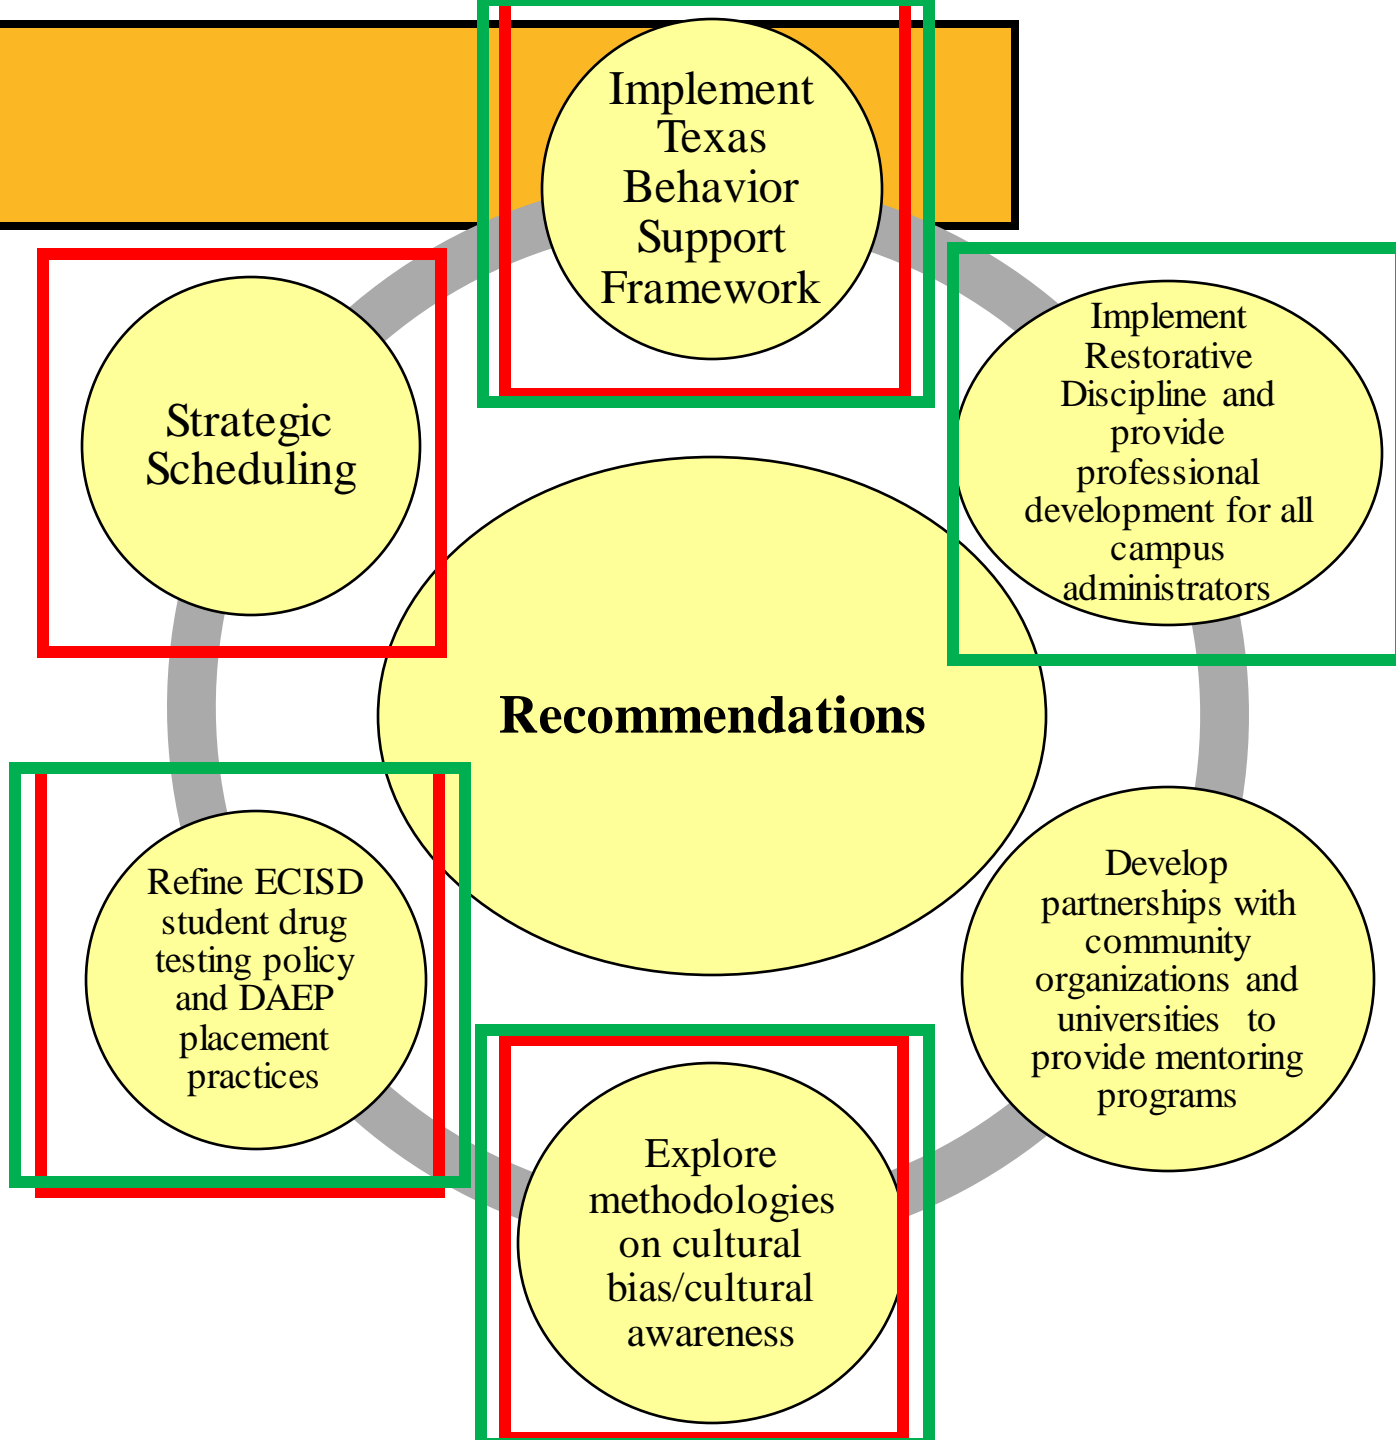 Implement
Texas
Behavior
Support
Framework
Implement
Restorative
Discipline and
provide
professional
development for all
campus
administrators
Strategic
Scheduling
Recommendations
Develop
partnerships with
community
organizations and
universities to
provide mentoring
programs
Refine ECISD
student drug
testing policy
and DAEP
placement
practices
Explore
methodologies
on cultural
bias/cultural
awareness